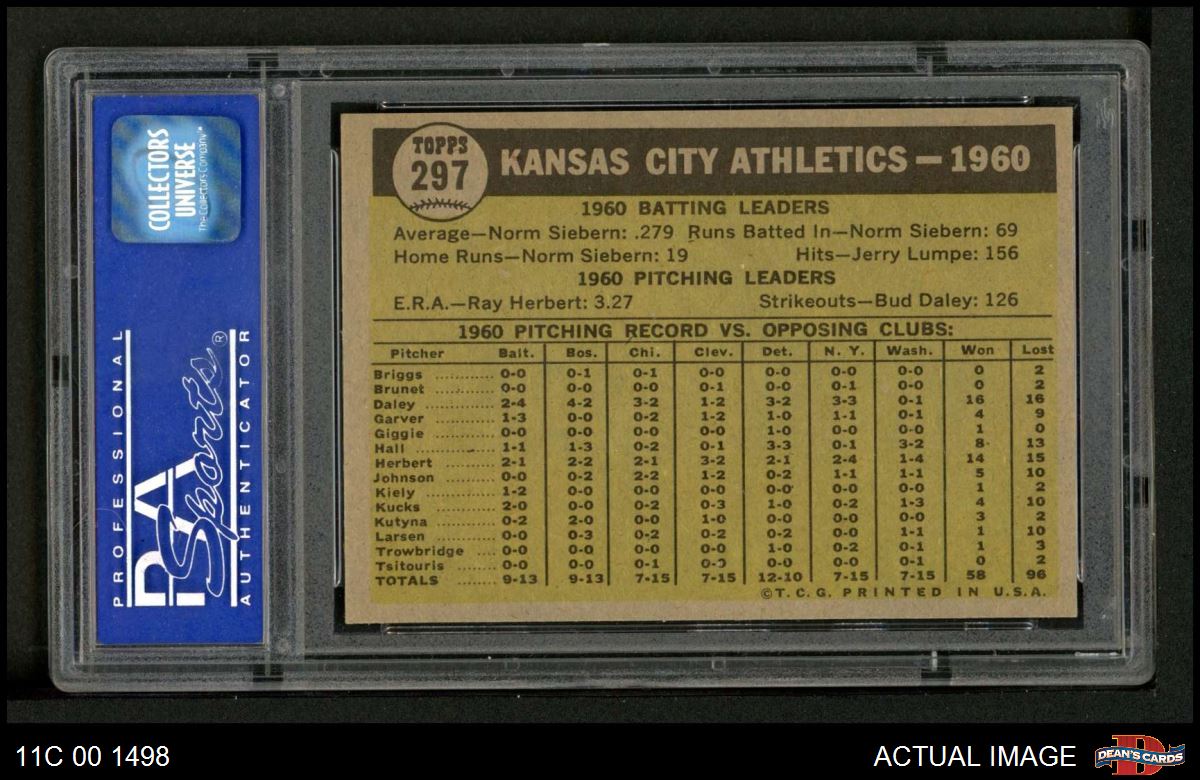 COLLECTORS
UNIVERSE
The Collectors Company™
PROFESSIONAL
PSA
Sports®
AUTHENTICATOR
TOPPS
297
KANSAS CITY ATHLETICS — 1960
1960 BATTING LEADERS
Average—Norm Siebern: .279 Runs Batted In—Norm Siebern: 69
Home Runs—Norm Siebern: 19 Hits—Jerry Lumpe: 156
1960 PITCHING LEADERS
E.R.A.—Ray Herbert: 3.27 Strikeouts—Bud Daley: 126
1960 PITCHING RECORD VS. OPPOSING CLUBS:
Pitcher Balt. Bos. Chi. Clev. Det. N. Y. Wash. Won Lost
Briggs .......... 0-0 0-1 0-1 0-0 0-0 0-0 0-0 0 2
Brunet .......... 0-0 0-0 0-0 0-1 0-0 0-1 0-0 0 2
Daley .......... 2-4 4-2 3-2 1-2 3-2 3-3 0-1 16 16
Garver .......... 1-3 0-0 0-2 1-2 1-0 1-1 0-1 4 9
Giggie .......... 0-0 0-0 0-0 0-0 1-0 0-0 0-0 1 0
Hall .......... 1-1 1-3 0-2 0-1 3-3 0-1 3-2 8 13
Herbert .......... 2-1 2-2 2-1 3-2 2-1 2-4 1-4 14 15
Johnson .......... 0-0 0-2 2-2 1-2 0-2 1-1 1-1 5 10
Kiely .......... 1-2 0-0 0-0 0-0 0-0 0-0 0-0 1 2
Kucks .......... 2-0 0-0 0-2 0-3 1-0 0-2 1-3 4 10
Kutyna .......... 0-2 2-0 0-0 1-0 0-0 0-0 0-0 3 2
Larsen .......... 0-0 0-3 0-2 0-2 0-2 0-0 1-1 1 10
Trowbridge .... 0-0 0-0 0-0 0-0 1-0 0-2 0-1 1 3
Tsitouris .......... 0-0 0-0 0-1 0-0 0-0 0-0 0-1 0 2
TOTALS .......... 9-13 9-13 7-15 7-15 12-10 7-15 7-15 58 96
©T. C. G. PRINTED IN U.S.A.
11C 00 1498 ACTUAL IMAGE DEAN'S CARDS